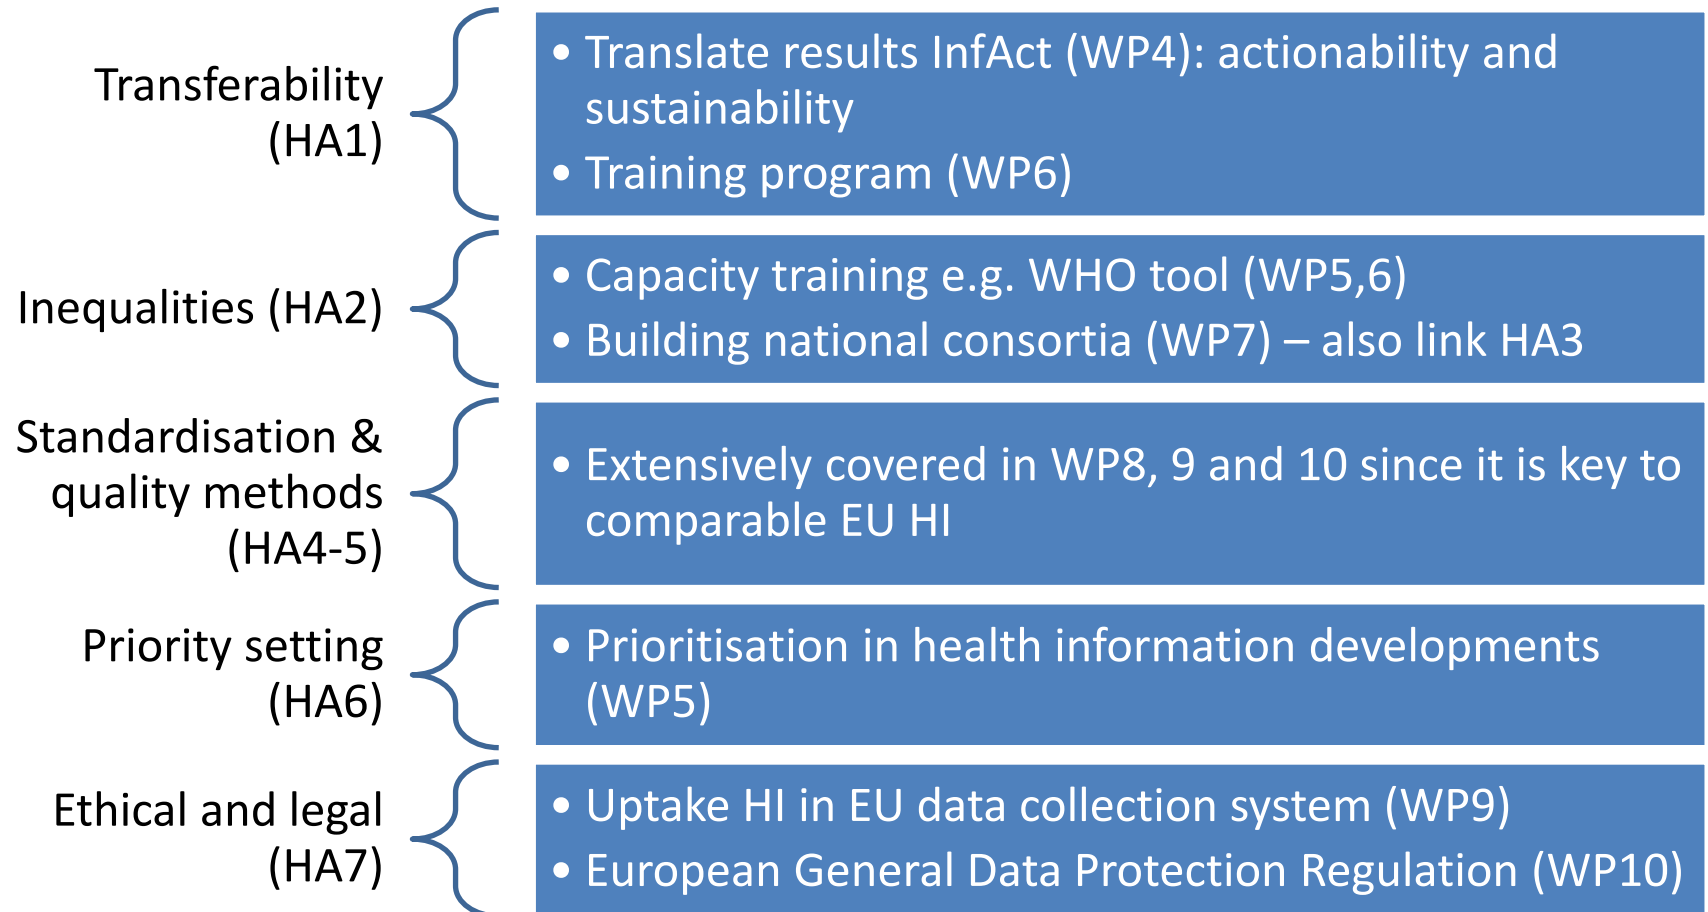 Transferability
(HA1)
• Translate results InfAct (WP4): actionability and
sustainability
• Training program (WP6)
Inequalities (HA2)
• Capacity training e.g. WHO tool (WP5,6)
• Building national consortia (WP7) – also link HA3
Standardisation &
quality methods
(HA4-5)
• Extensively covered in WP8, 9 and 10 since it is key to
comparable EU HI
Priority setting
(HA6)
• Prioritisation in health information developments
(WP5)
Ethical and legal
(HA7)
• Uptake HI in EU data collection system (WP9)
• European General Data Protection Regulation (WP10)